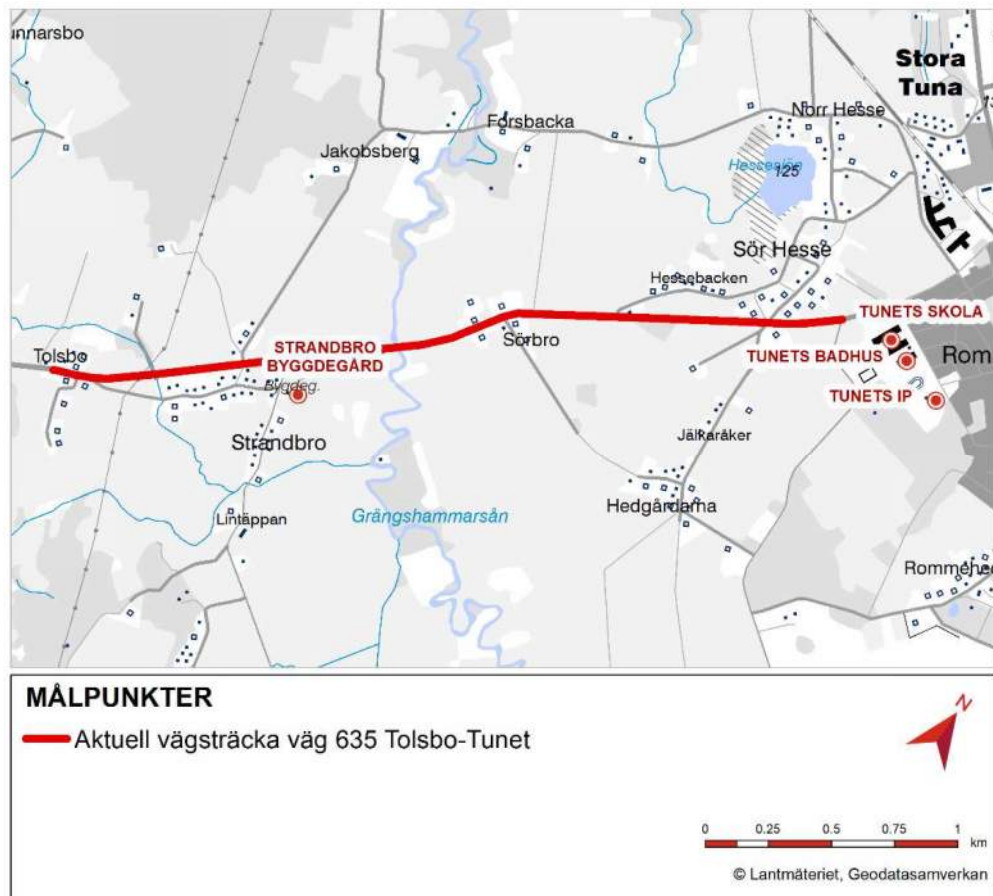 unnarsbo
Stora
Tuna
Norr Hesse
Forsbacka
Jakobsberg
Hessesjön
125
Sör Hesse
Hessebacken
TUNETS SKOLA
STRANDBRO
BYGGDEGÅRD
Bygdeg.
Tolsbo
Sörbro
TUNETS BADHUS
Rom
TUNETS IP
Strandbro
Jälkaråker
Hedgårdarna
Lintäppan
Grängshammarsån
Rommehed
MÅLPUNKTER
Aktuell vägsträcka väg 635 Tolsbo-Tunet
N
0 0.25 0.5 0.75 1
km
© Lantmäteriet, Geodatasamverkan